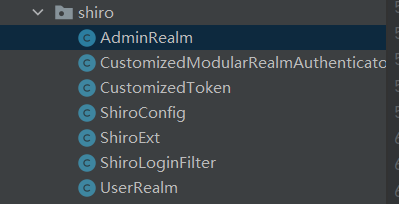 shiro
AdminRealm
CustomizedModularRealmAuthenticato
CustomizedToken
ShiroConfig
ShiroExt
ShiroLoginFilter
UserRealm